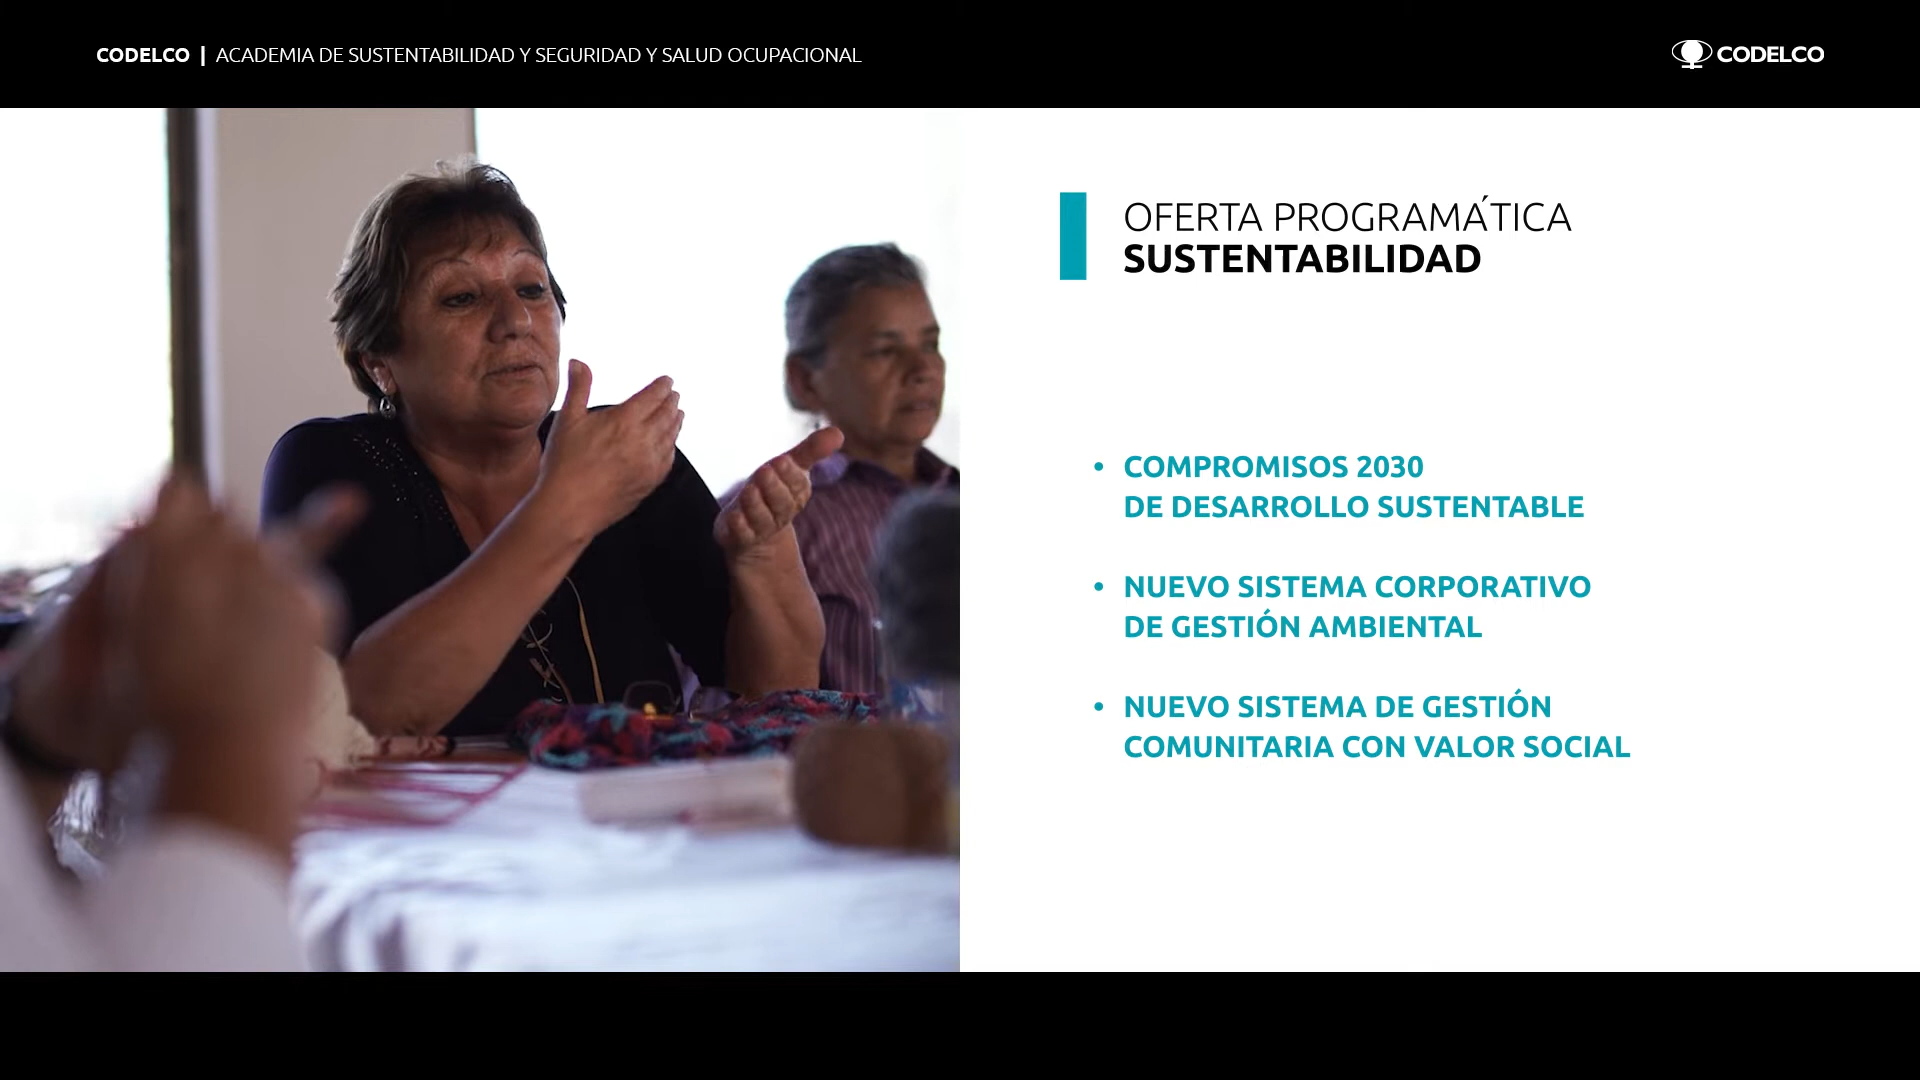 CODELCO | ACADEMIA DE SUSTENTABILIDAD Y SEGURIDAD Y SALUD OCUPACIONAL
CODELCO
OFERTA PROGRAMÁTICA
SUSTENTABILIDAD
• COMPROMISOS 2030
DE DESARROLLO SUSTENTABLE
• NUEVO SISTEMA CORPORATIVO
DE GESTIÓN AMBIENTAL
• NUEVO SISTEMA DE GESTIÓN
COMUNITARIA CON VALOR SOCIAL